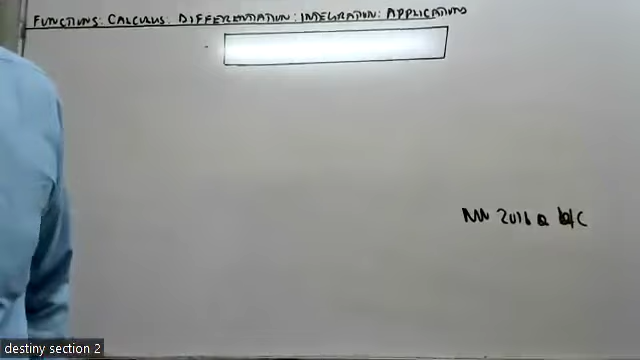 FUNCTIONS: CALCULUS: DIFFERENTIATION: INTEGRATION: APPLICATIONS
2016 Q
destiny section 2